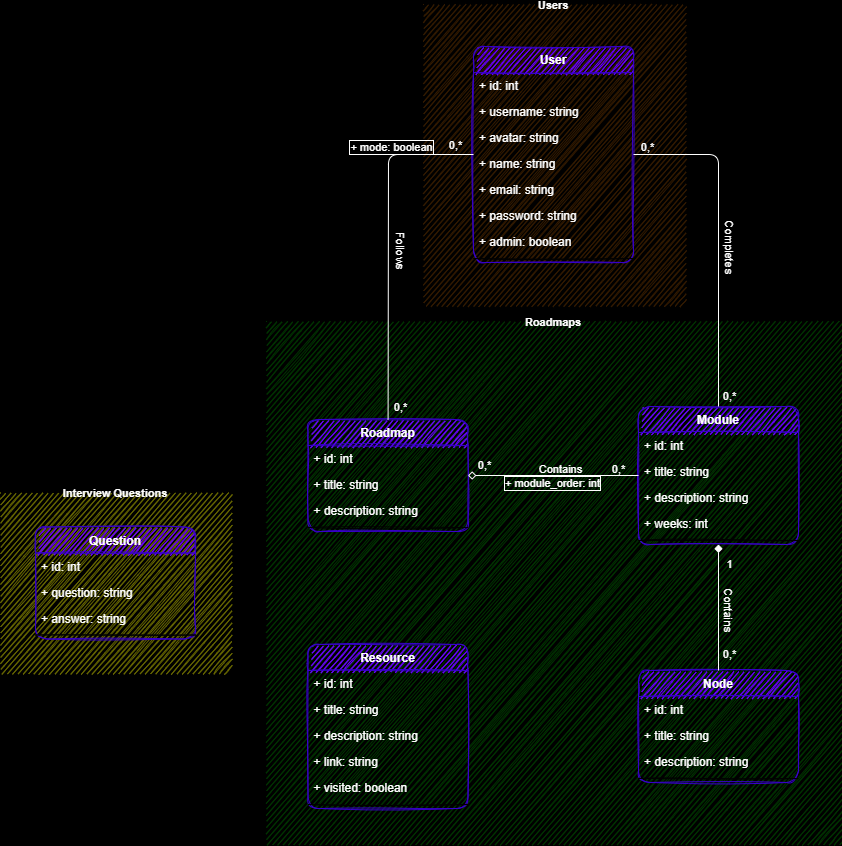 Users
User
+ id: int
+ username: string
+ avatar: string
+ name: string
+ email: string
+ password: string
+ admin: boolean
+ mode: boolean
0,*
0,*
Follows
Completes
Roadmaps
0,*
0,*
Roadmap
+ id: int
+ title: string
+ description: string
0,*
Contains
0,*
+ module_order: int
Module
+ id: int
+ title: string
+ description: string
+ weeks: int
Interview Questions
Question
+ id: int
+ question: string
+ answer: string
1
Contains
0,*
Resource
+ id: int
+ title: string
+ description: string
+ link: string
+ visited: boolean
Node
+ id: int
+ title: string
+ description: string